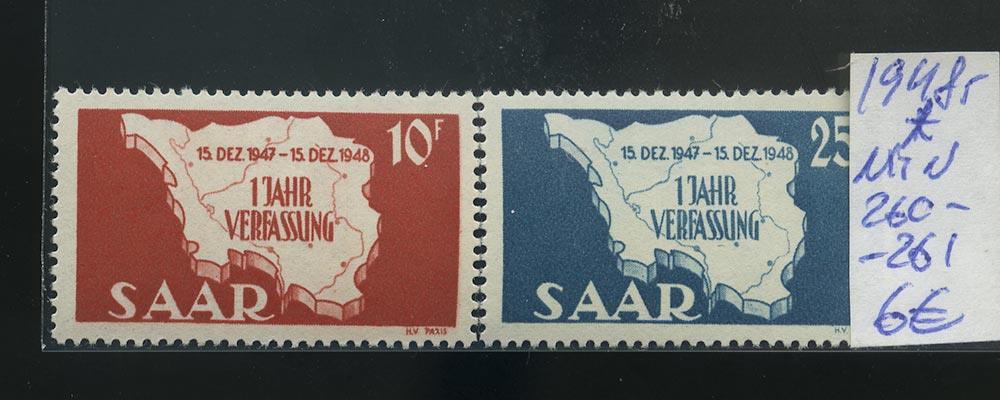 15. DEZ. 1947 – 15. DEZ. 1948
10F
1 JAHR
VERFASSUNG
SAAR
H.V. PARIS
15. DEZ. 1947 – 15. DEZ. 1948
25
1 JAHR
VERFASSUNG
SAAR
H.V.
1948r
*
260-
-261
6€